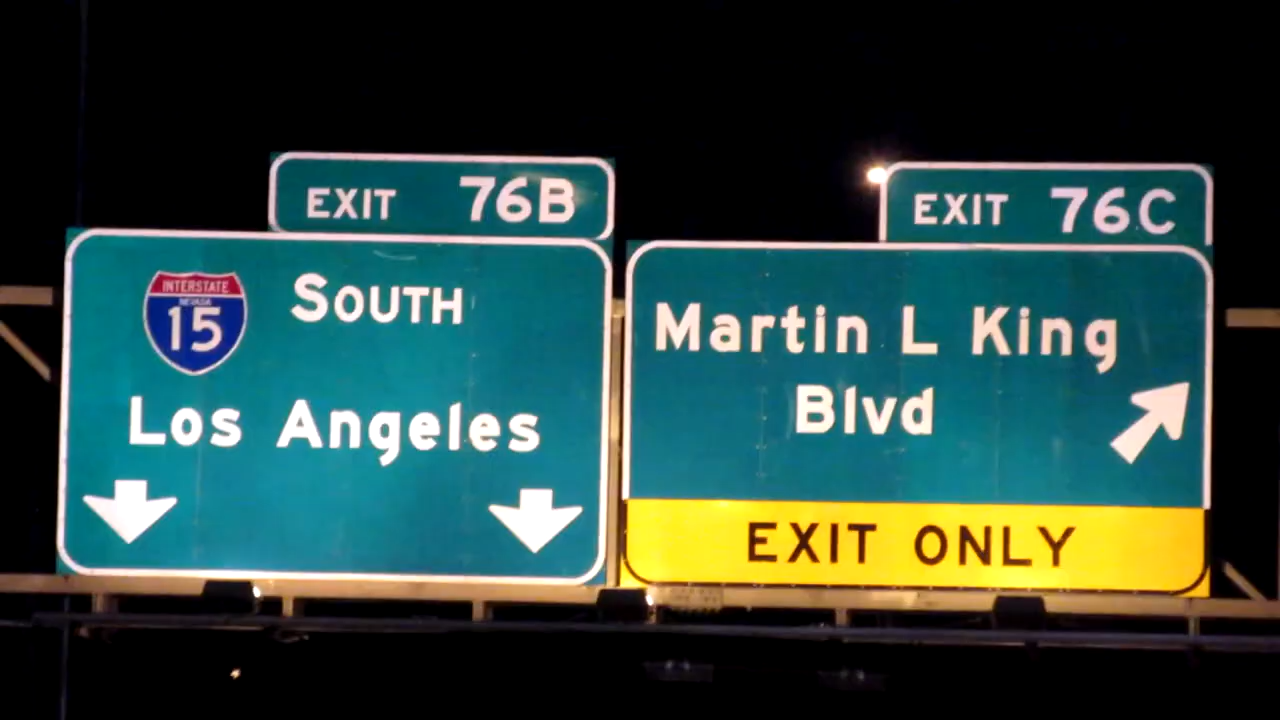 EXIT 76B
INTERSTATE
NEVADA
15
SOUTH
Los Angeles
EXIT 76C
Martin L King
Blvd
EXIT ONLY